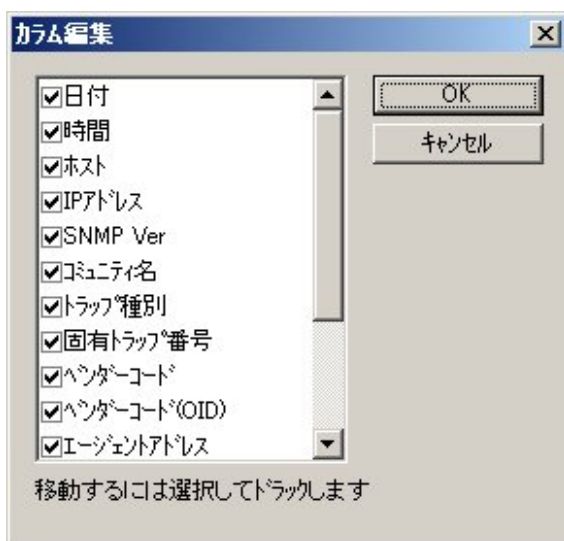 カラム編集
日付
時間
ホスト
IPアドレス
SNMP Ver
コミュニティ名
トラップ種別
固有トラップ番号
ベンダーコード
ベンダーコード(OID)
エージェントアドレス
OK
キャンセル
移動するには選択してドラッグします